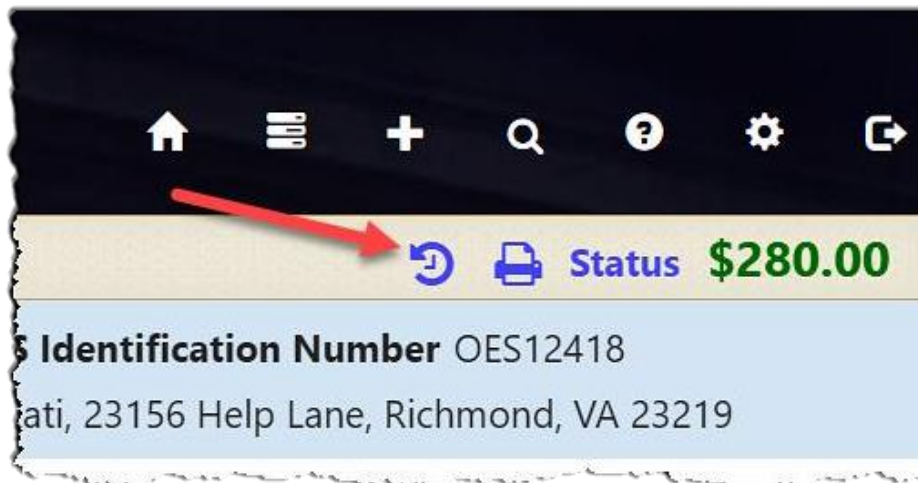 Status $280.00
Identification Number OES12418
23156 Help Lane, Richmond, VA 23219